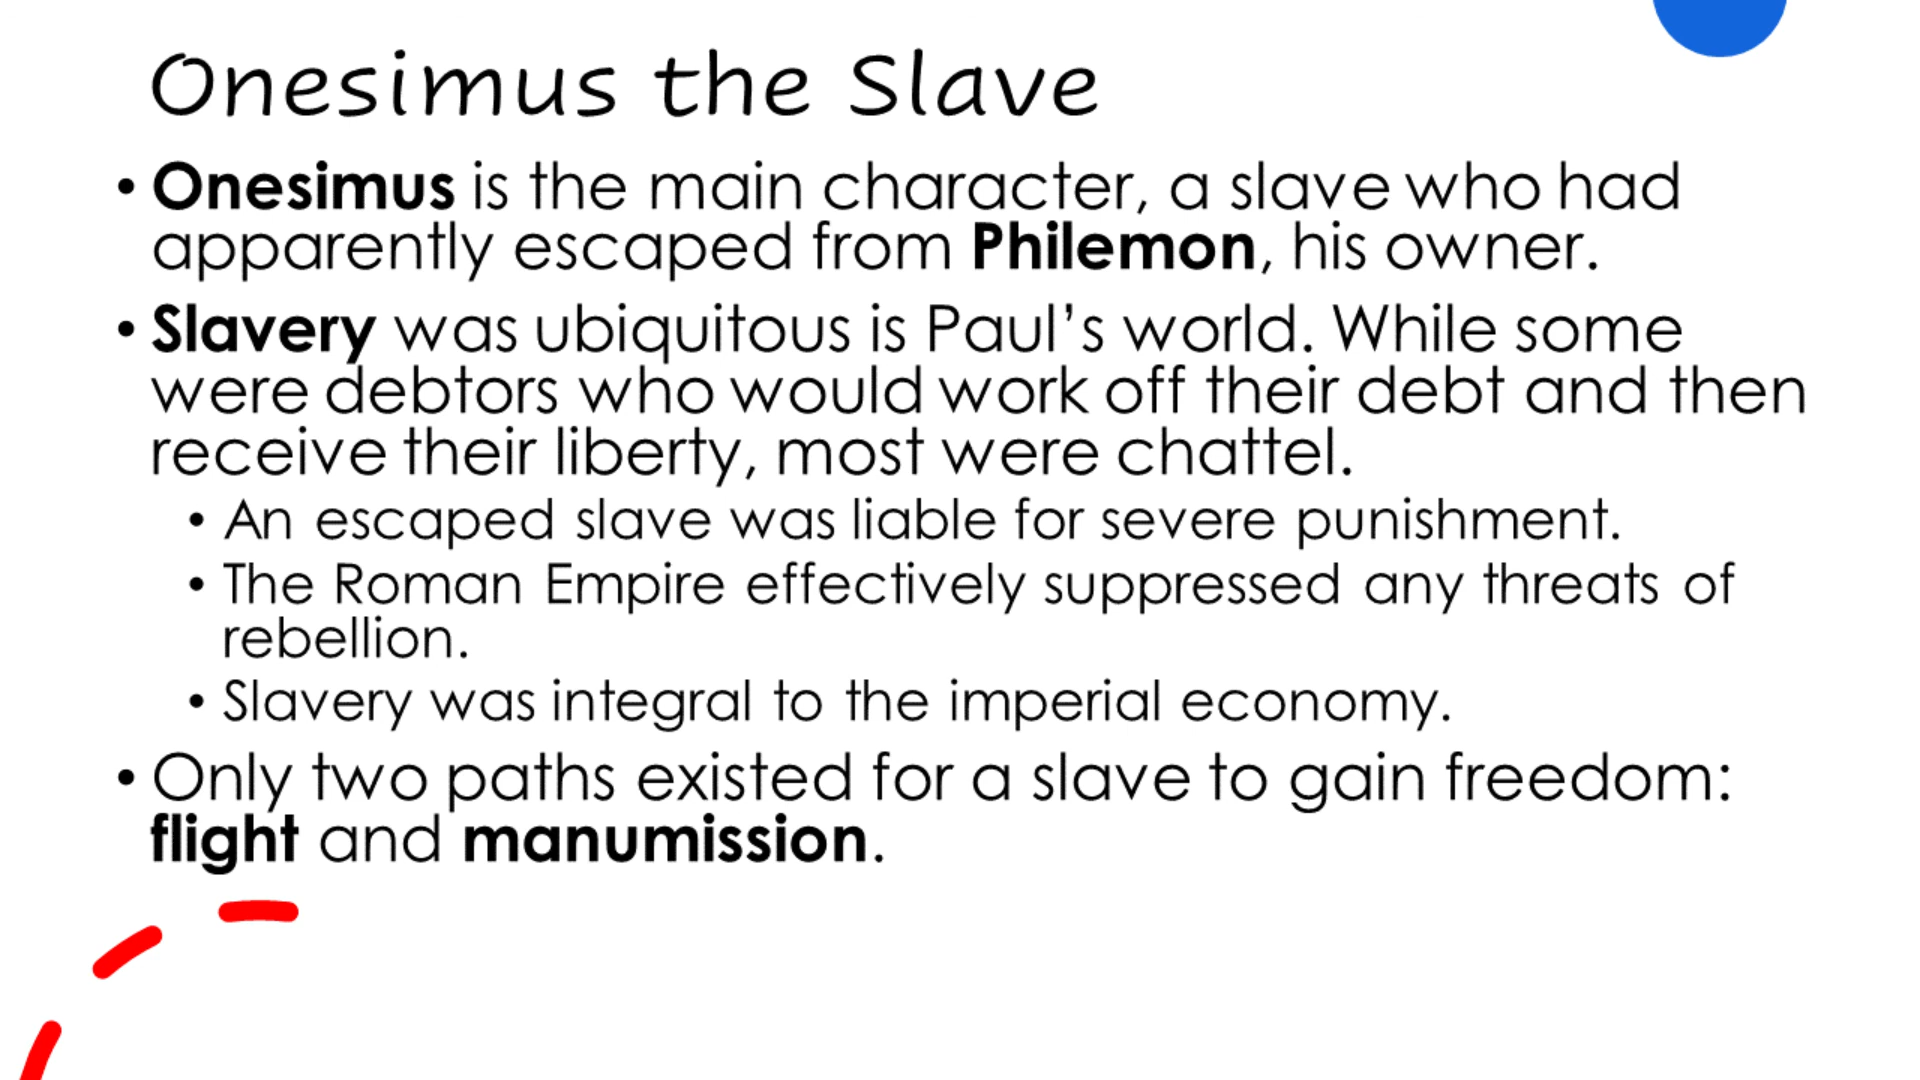 Onesimus the Slave
• Onesimus is the main character, a slave who had
apparently escaped from Philemon, his owner.
• Slavery was ubiquitous is Paul’s world. While some
were debtors who would work off their debt and then
receive their liberty, most were chattel.
• An escaped slave was liable for severe punishment.
• The Roman Empire effectively suppressed any threats of
rebellion.
• Slavery was integral to the imperial economy.
• Only two paths existed for a slave to gain freedom:
flight and manumission.